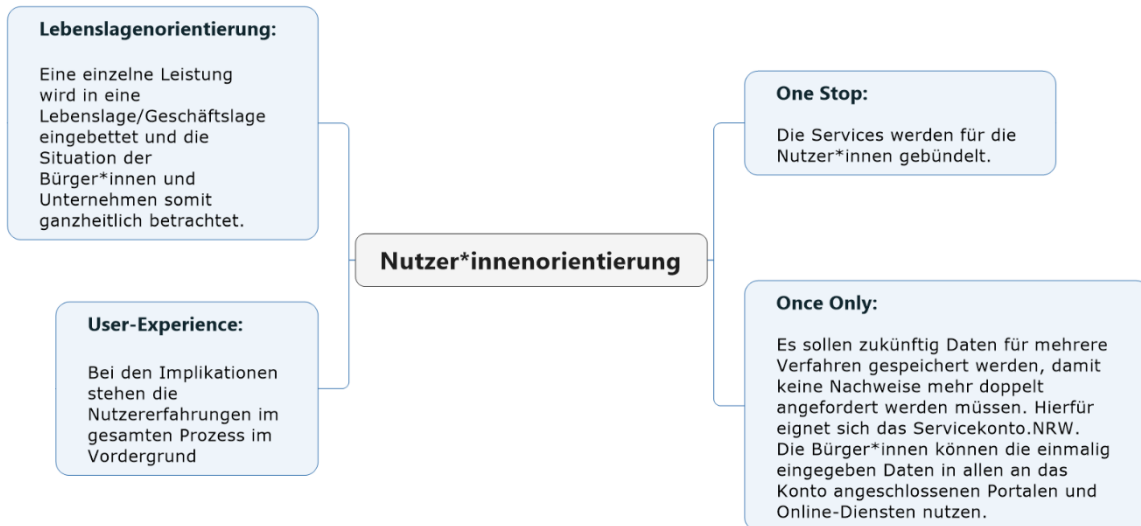 Lebenslagenorientierung:
Eine einzelne Leistung
wird in eine
Lebenslage/Geschäftslage
eingebettet und die
Situation der
Bürger*innen und
Unternehmen somit
ganzheitlich betrachtet.
User-Experience:
Bei den Implikationen
stehen die
Nutzererfahrungen im
gesamten Prozess im
Vordergrund
Nutzer*innenorientierung
One Stop:
Die Services werden für die
Nutzer*innen gebündelt.
Once Only:
Es sollen zukünftig Daten für mehrere
Verfahren gespeichert werden, damit
keine Nachweise mehr doppelt
angefordert werden müssen. Hierfür
eignet sich das Servicekonto.NRW.
Die Bürger*innen können die einmalig
eingegeben Daten in allen an das
Konto angeschlossenen Portalen und
Online-Diensten nutzen.